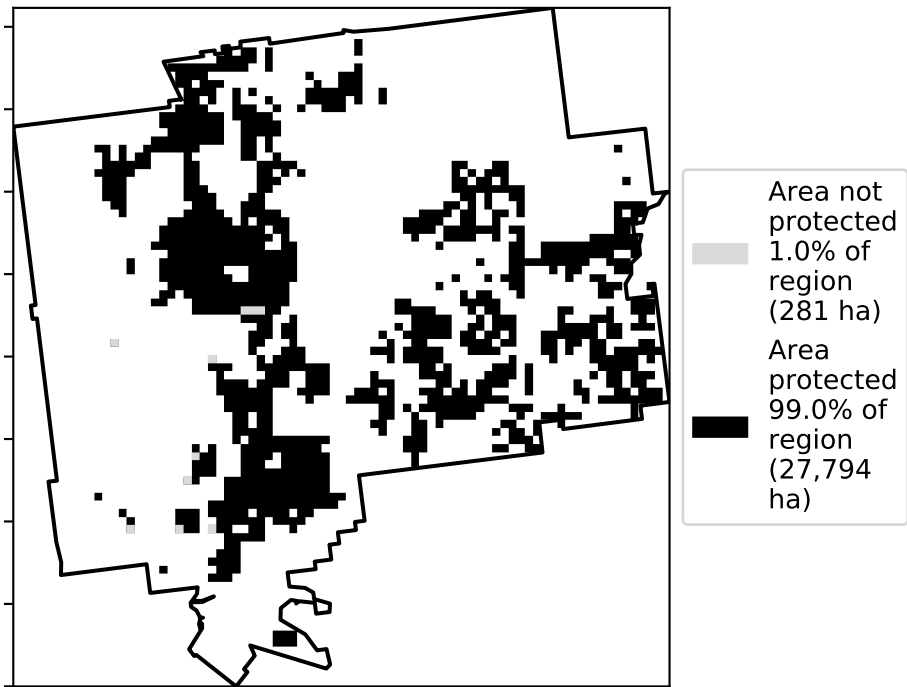 Area not
protected
1.0% of
region
(281 ha)
Area
protected
99.0% of
region
(27,794
ha)